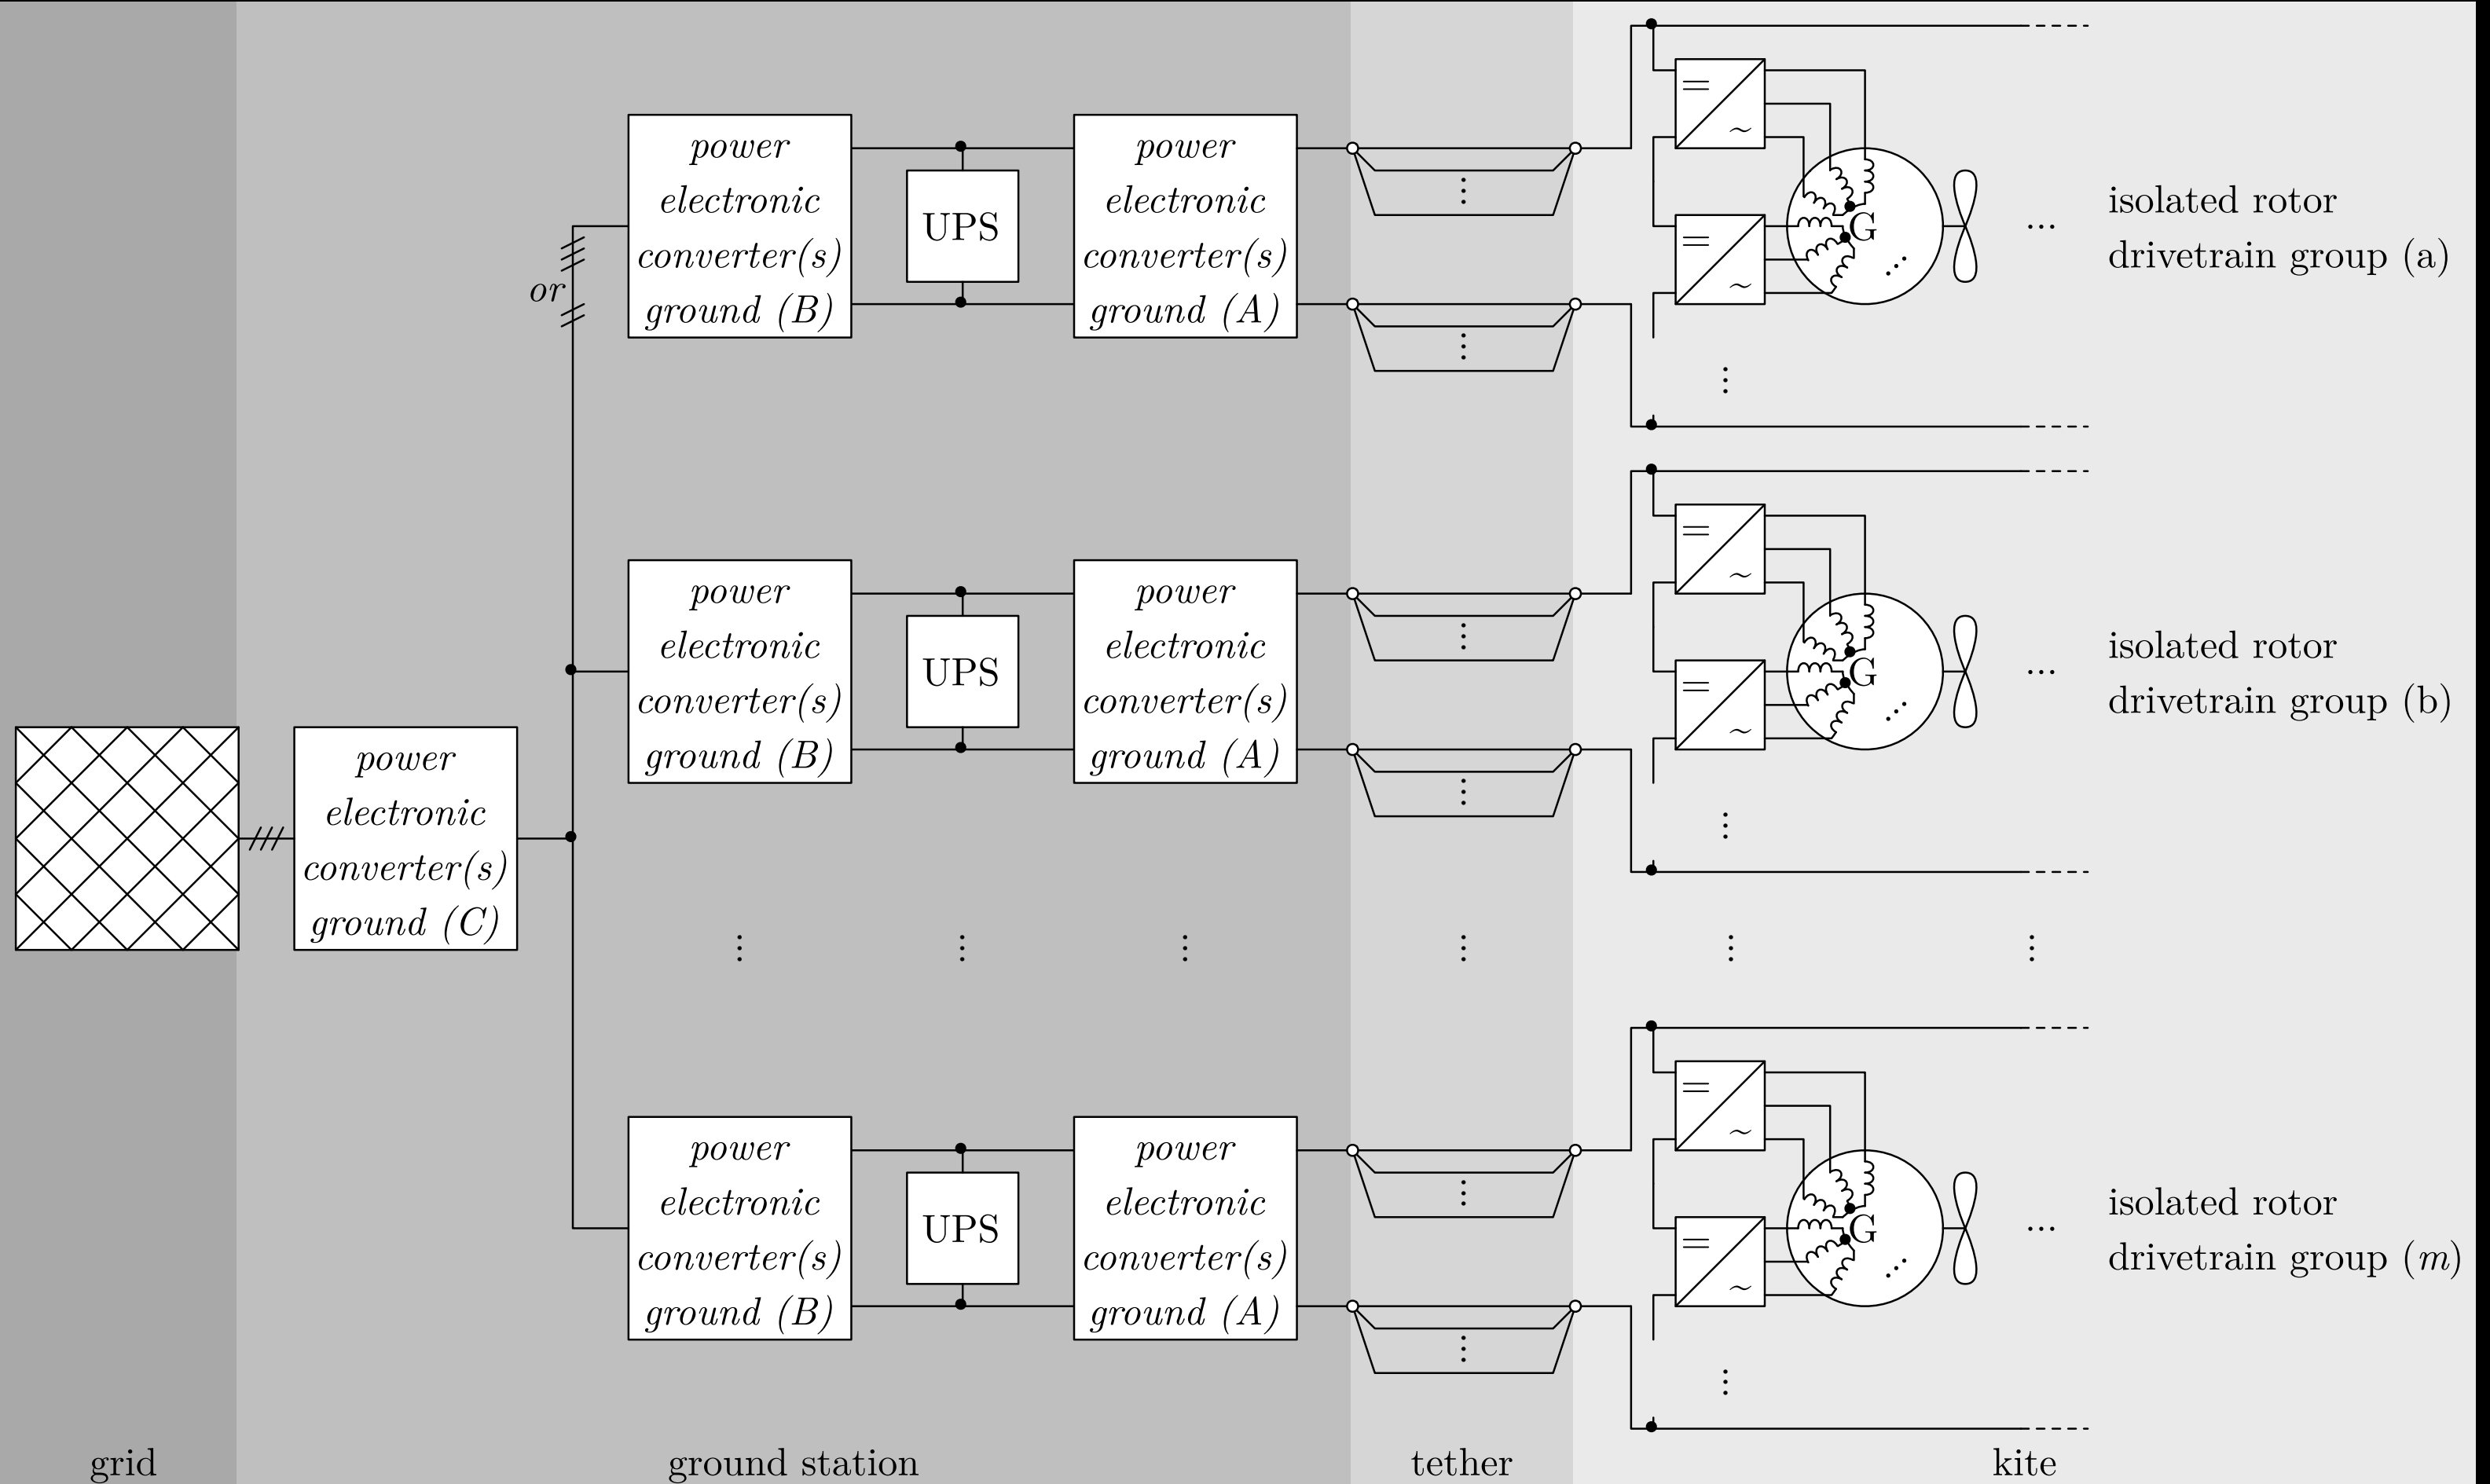 power
electronic
converter(s)
ground (B)
UPS
power
electronic
converter(s)
ground (A)
=
~
=
~
G
...
isolated rotor
drivetrain group (a)
or
power
electronic
converter(s)
ground (B)
UPS
power
electronic
converter(s)
ground (A)
=
~
=
~
G
...
isolated rotor
drivetrain group (b)
power
electronic
converter(s)
ground (C)
power
electronic
converter(s)
ground (B)
UPS
power
electronic
converter(s)
ground (A)
=
~
=
~
G
...
isolated rotor
drivetrain group (m)
grid
ground station
tether
kite